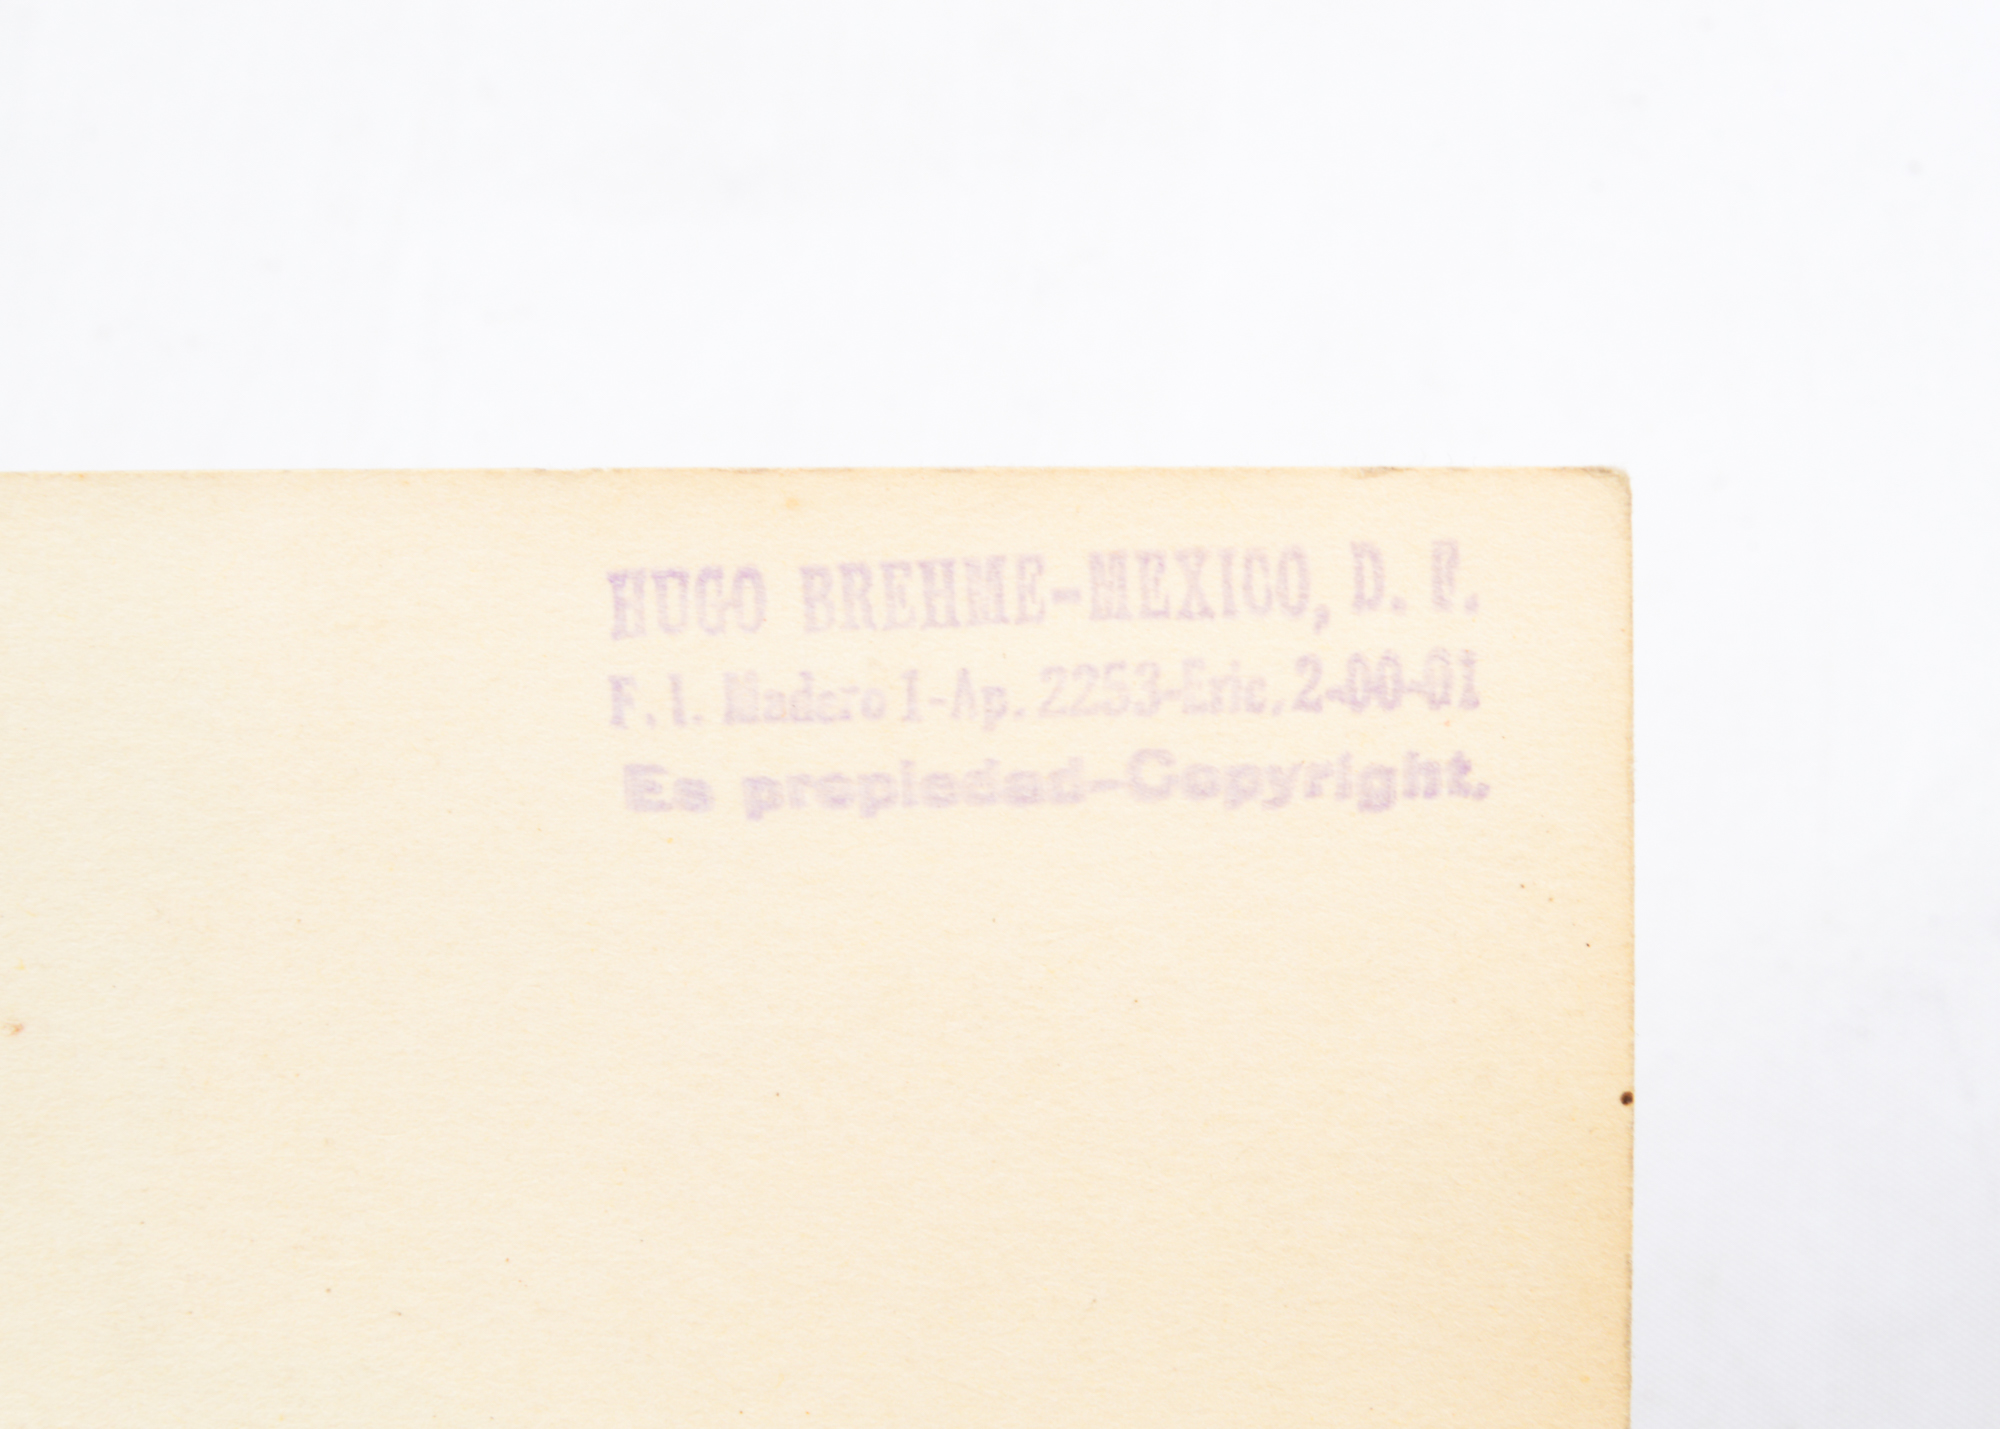 HUGO BREHME-MEXICO, D. F.
F. I. Madero 1-Ap. 2253-Eric. 2-00-01
Es propiedad-Copyright.